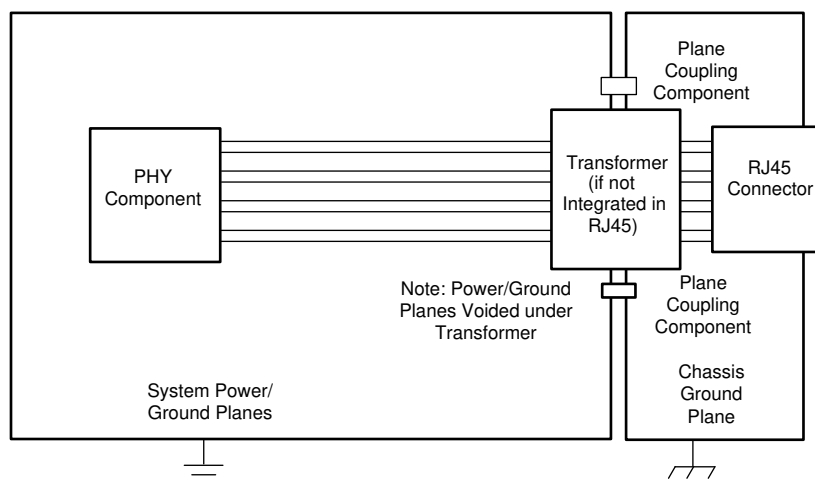 Plane
Coupling
Component
PHY
Component
Transformer
(if not
Integrated in
RJ45)
RJ45
Connector
Note: Power/Ground
Planes Voided under
Transformer
Plane
Coupling
Component
System Power/
Ground Planes
Chassis
Ground
Plane